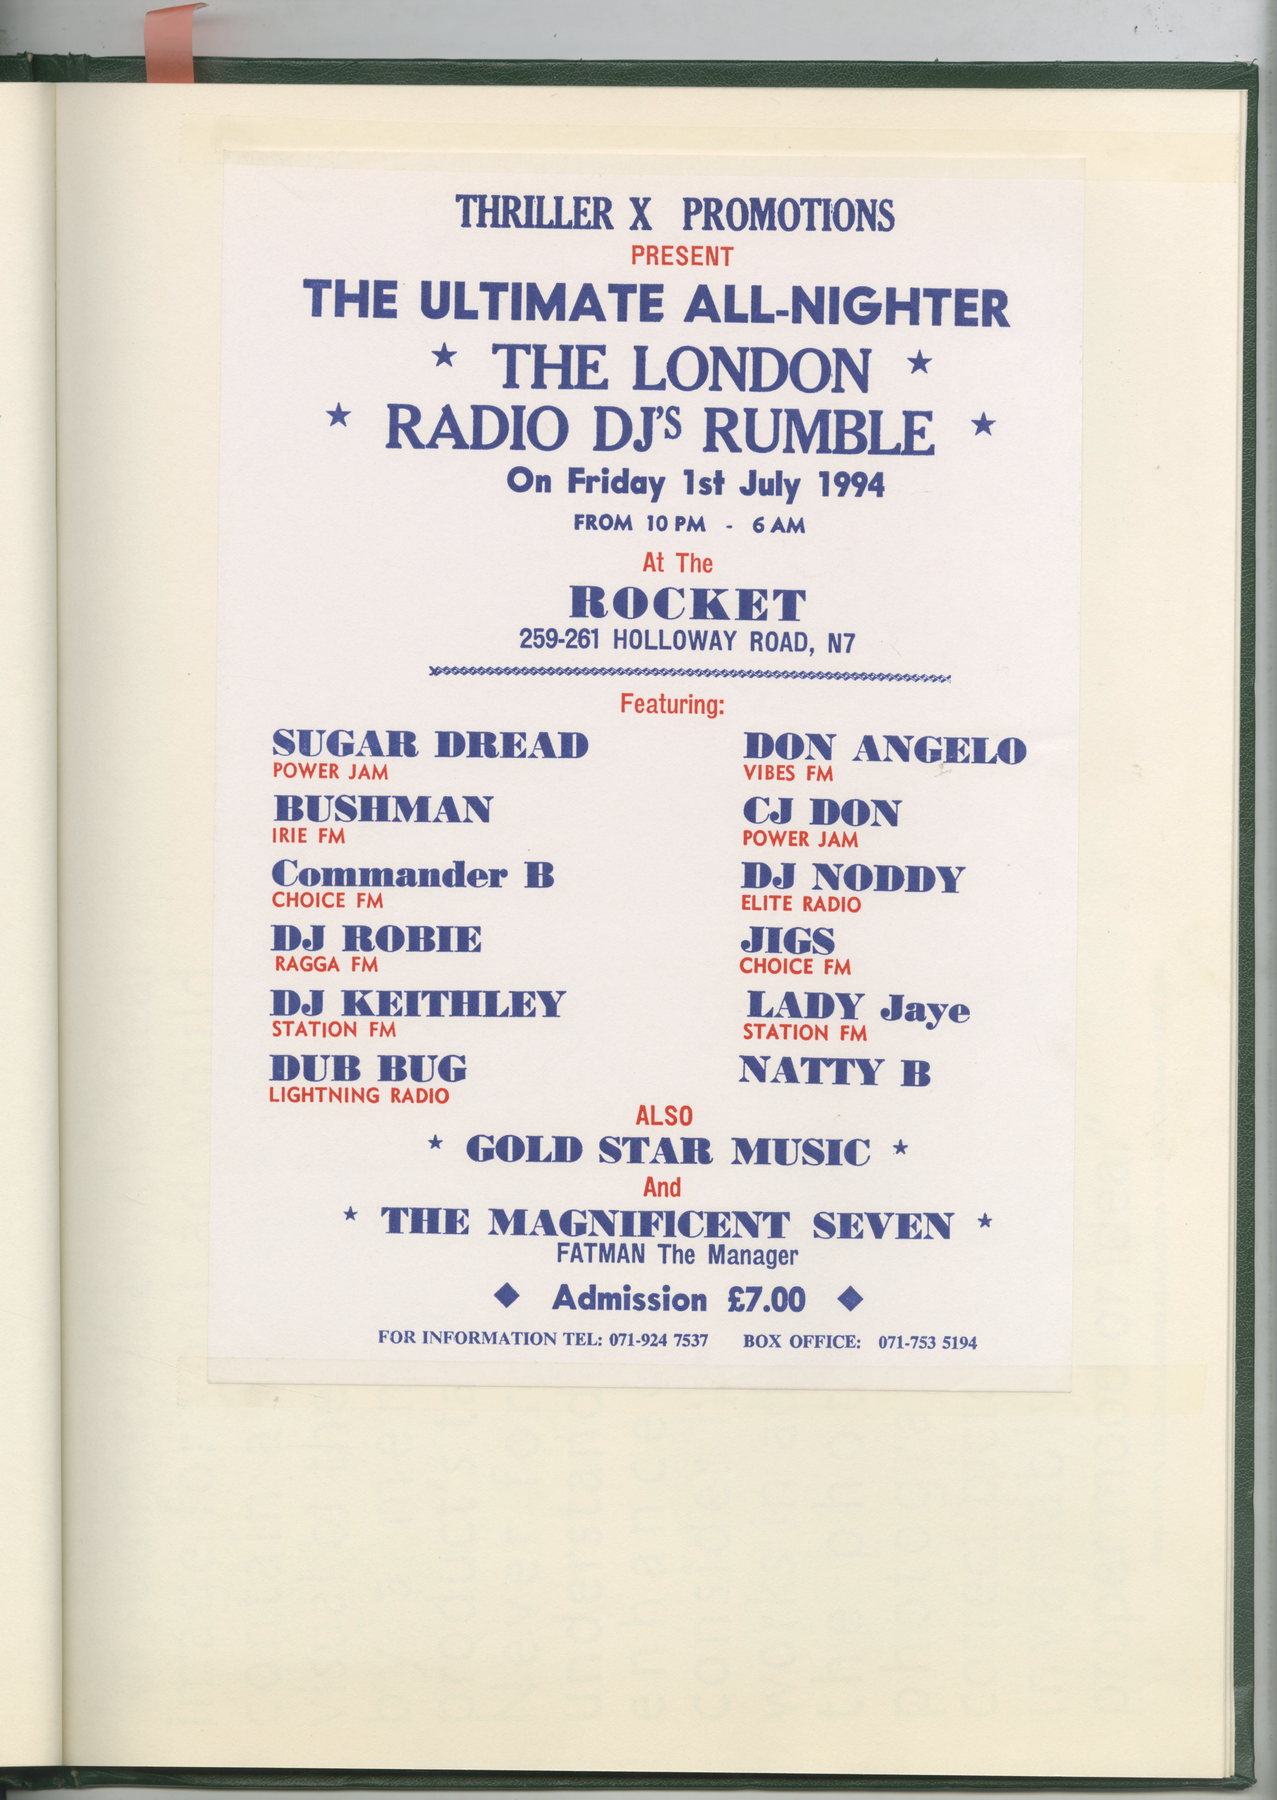 THRILLER X PROMOTIONS
PRESENT
THE ULTIMATE ALL-NIGHTER
THE LONDON
RADIO DJ'S RUMBLE
On Friday 1st July 1994
FROM 10 PM - 6 AM
At The
ROCKET
259-261 HOLLOWAY ROAD, N7
Featuring:
SUGAR DREAD
POWER JAM
BUSHMAN
IRIE FM
Commander B
CHOICE FM
DJ ROBIE
RAGGA FM
DJ KEITHLEY
STATION FM
DUB BUG
LIGHTNING RADIO
DON ANGELO
VIBES FM
CJ DON
POWER JAM
DJ NODDY
ELITE RADIO
JIGS
CHOICE FM
LADY Jaye
STATION FM
NATTY B
ALSO
* GOLD STAR MUSIC *
And
* THE MAGNIFICENT SEVEN *
FATMAN The Manager
Admission £7.00
FOR INFORMATION TEL: 071-924 7537 BOX OFFICE: 071-753 5194